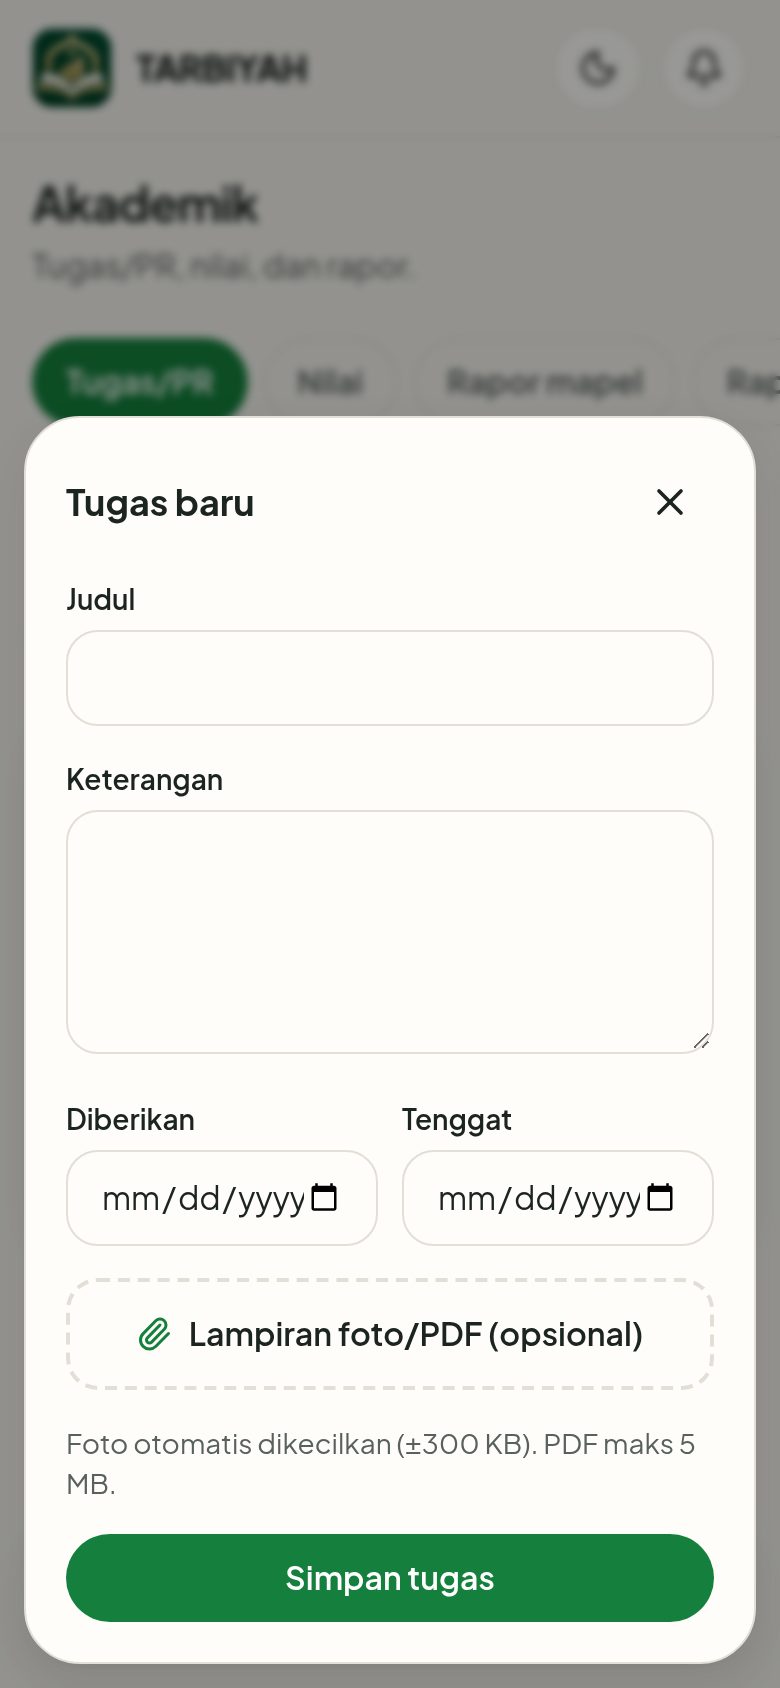 TARBIYAH
Akademik
Tugas/PR, nilai, dan rapor.
Tugas/PR Nilai Rapor mapel Rap
Tugas baru
Judul
Keterangan
Diberikan Tenggat
mm/dd/yyyy mm/dd/yyyy
Lampiran foto/PDF (opsional)
Foto otomatis dikecilkan (±300 KB). PDF maks 5
MB.
Simpan tugas